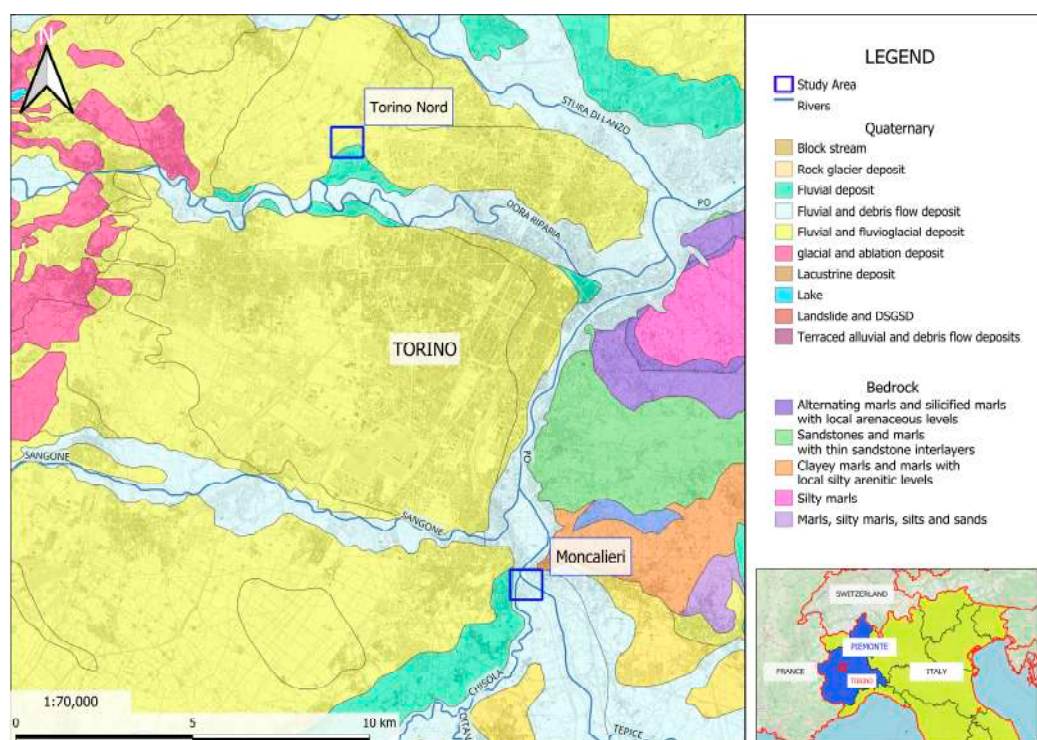 N
Torino Nord
STURA DI LANZO
PO
DORA RIPARIA
TORINO
PO
SANGONE
SANGONE
Moncalieri
CHISOLA
TEPICE
1:70,000
0 5 10 km
LEGEND
Study Area
Rivers
Quaternary
Block stream
Rock glacier deposit
Fluvial deposit
Fluvial and debris flow deposit
Fluvial and fluvioglacial deposit
glacial and ablation deposit
Lacustrine deposit
Lake
Landslide and DSGSD
Terraced alluvial and debris flow deposits
Bedrock
Alternating marls and silicified marls
with local arenaceous levels
Sandstones and marls
with thin sandstone interlayers
Clayey marls and marls with
local silty arenitic levels
Silty marls
Marls, silty marls, silts and sands
SWITZERLAND
PIEMONTE
FRANCE
TORINO
ITALY